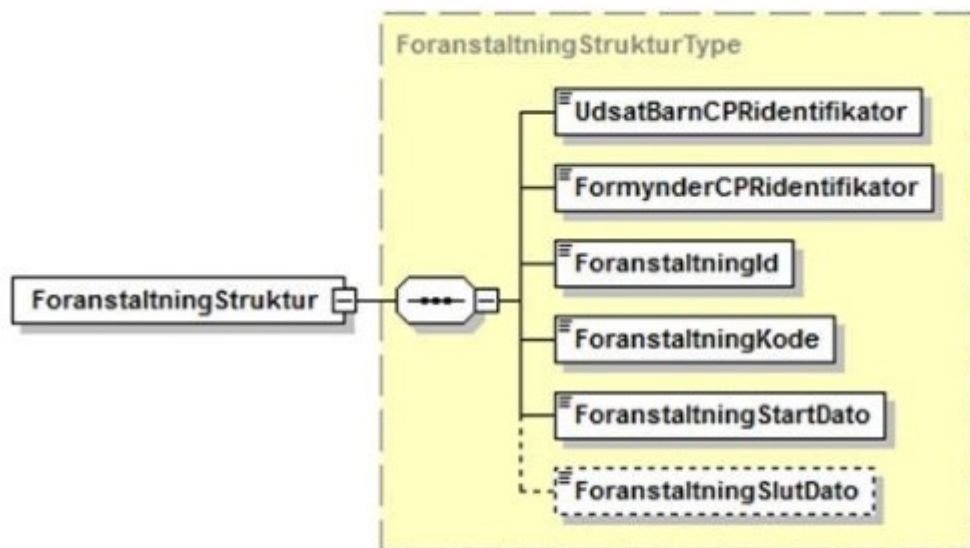 ForanstaltningStrukturType
UdsatBarnCPRidentifikator
FormynderCPRidentifikator
ForanstaltningId
ForanstaltningStruktur
ForanstaltningKode
ForanstaltningStartDato
ForanstaltningSlutDato